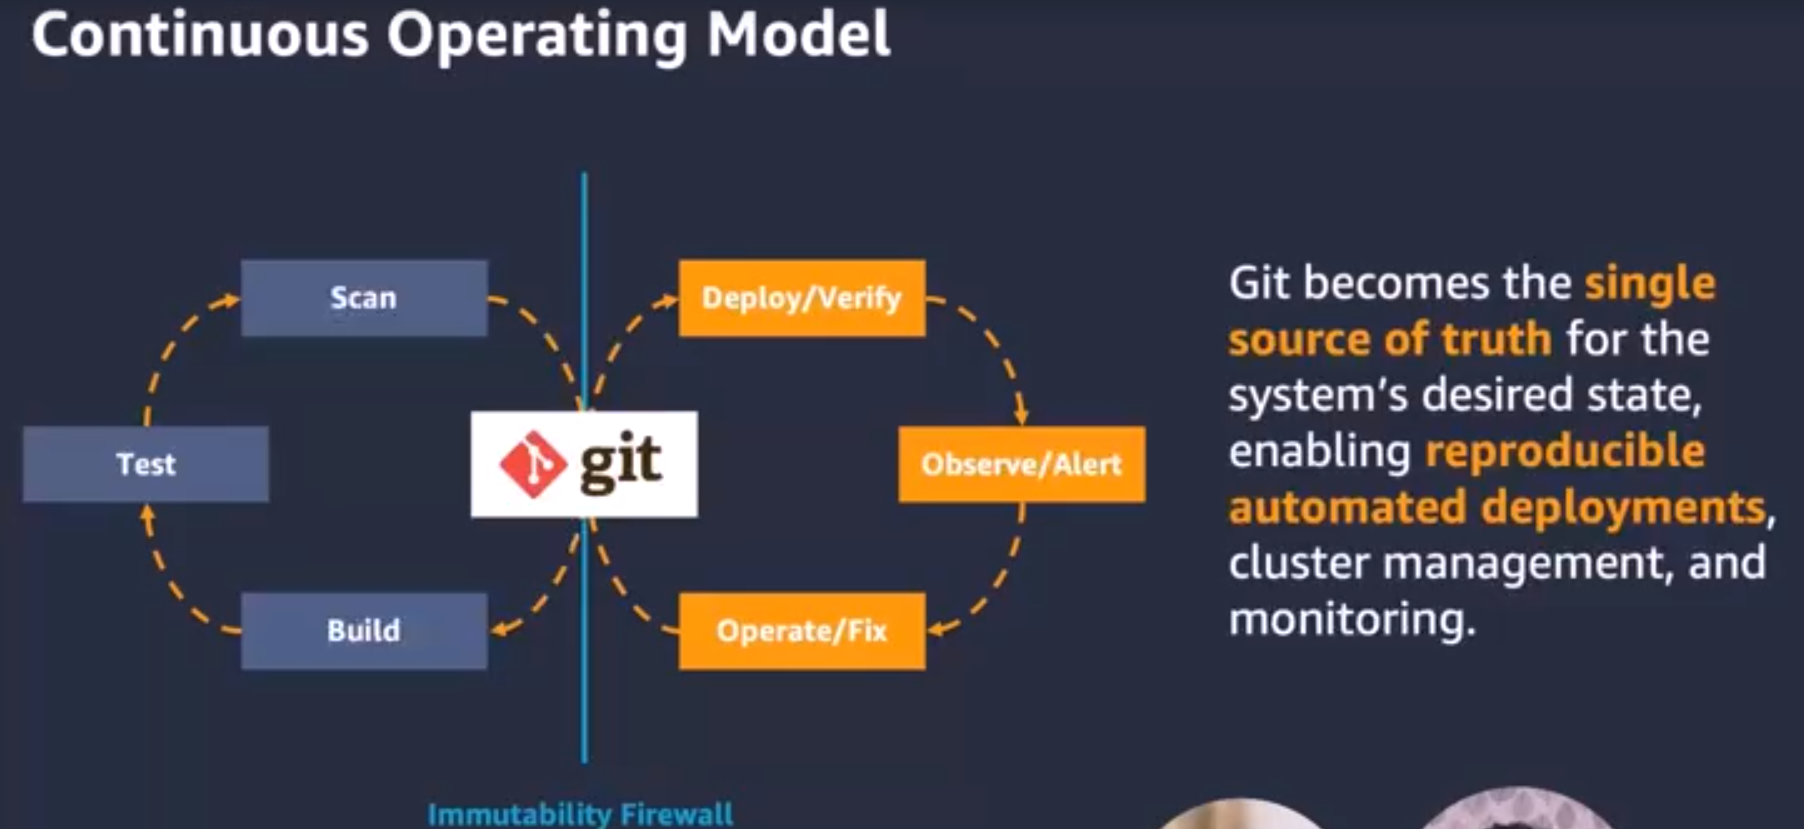 Continuous Operating Model
Scan
Deploy/Verify
Test
git
Observe/Alert
Build
Operate/Fix
Immutability Firewall
Git becomes the single
source of truth for the
system's desired state,
enabling reproducible
automated deployments,
cluster management, and
monitoring.